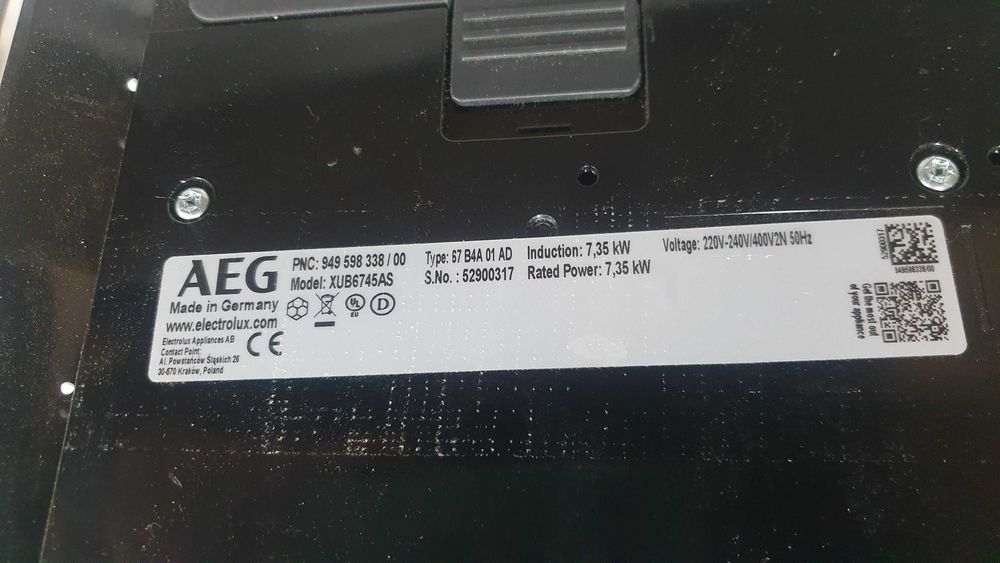 AEG
Made in Germany
www.electrolux.com
Electrolux Appliances AB
Contact Point:
Al. Powstańców Śląskich 26
30-570 Kraków, Poland
CE
PNC: 949 598 338 / 00
Model: XUB6745AS
UL
EU
D
Type: 67 B4A 01 AD
S.No. : 52900317
Induction: 7,35 kW
Rated Power: 7,35 kW
Voltage: 220V-240V/400V2N 50Hz
949598338/00
Get the most out
of your appliance